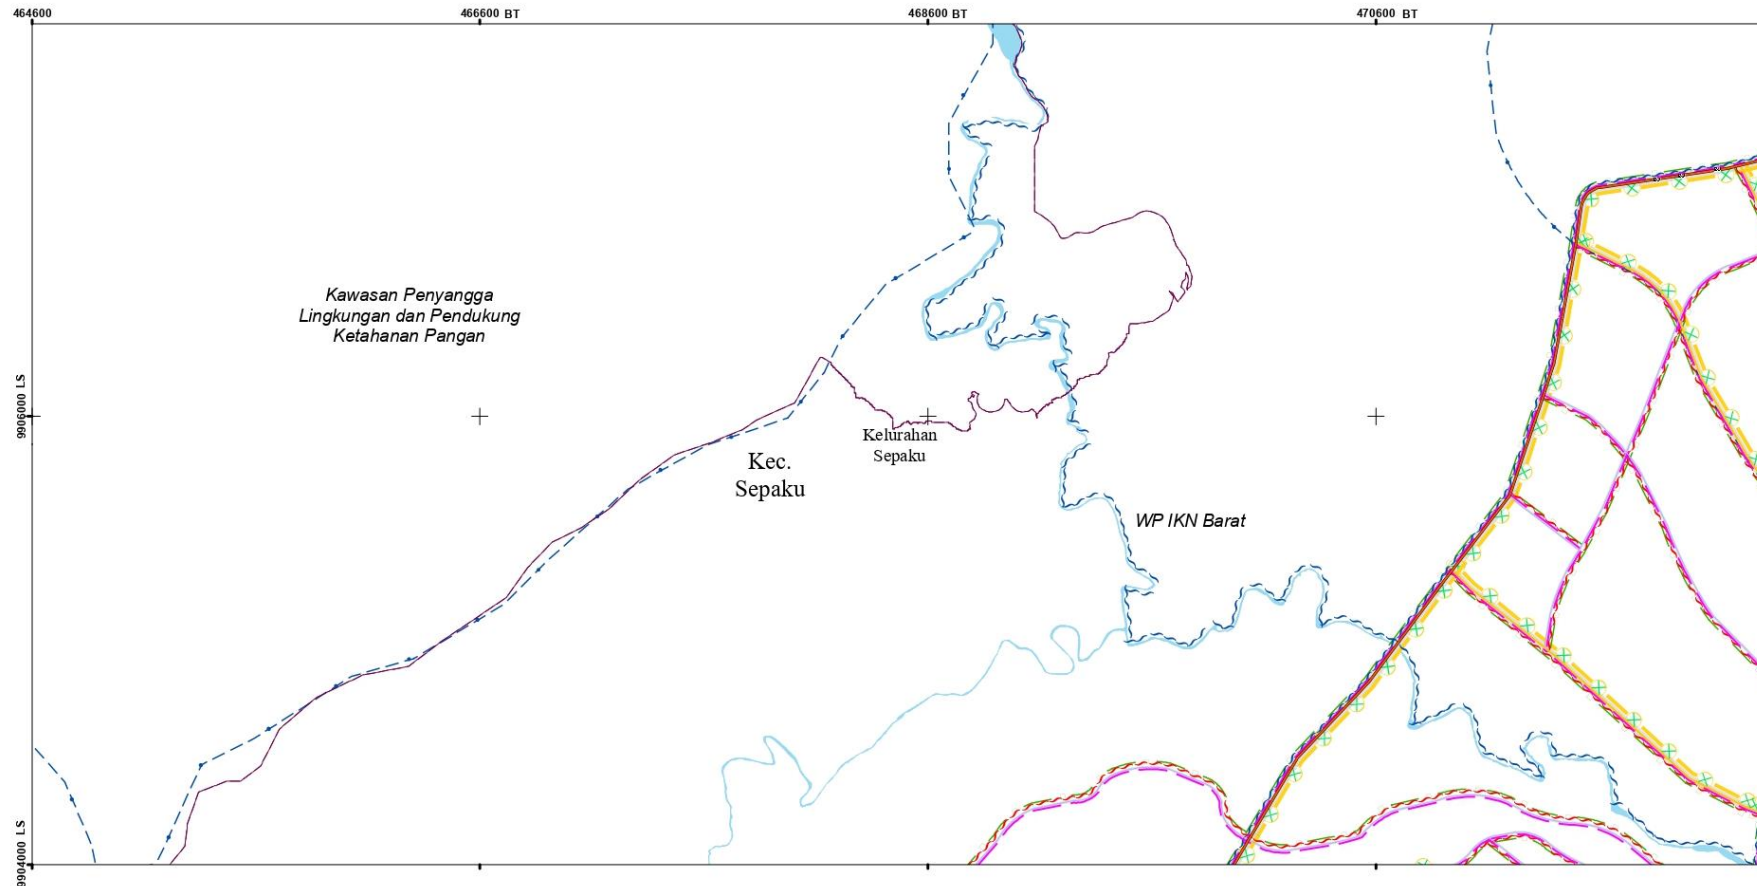 464600
466600 BT
468600 BT
470600 BT
Kawasan Penyangga
Lingkungan dan Pendukung
Ketahanan Pangan
9906000 LS
Kelurahan
Sepaku
Kec.
Sepaku
WP IKN Barat
9904000 LS